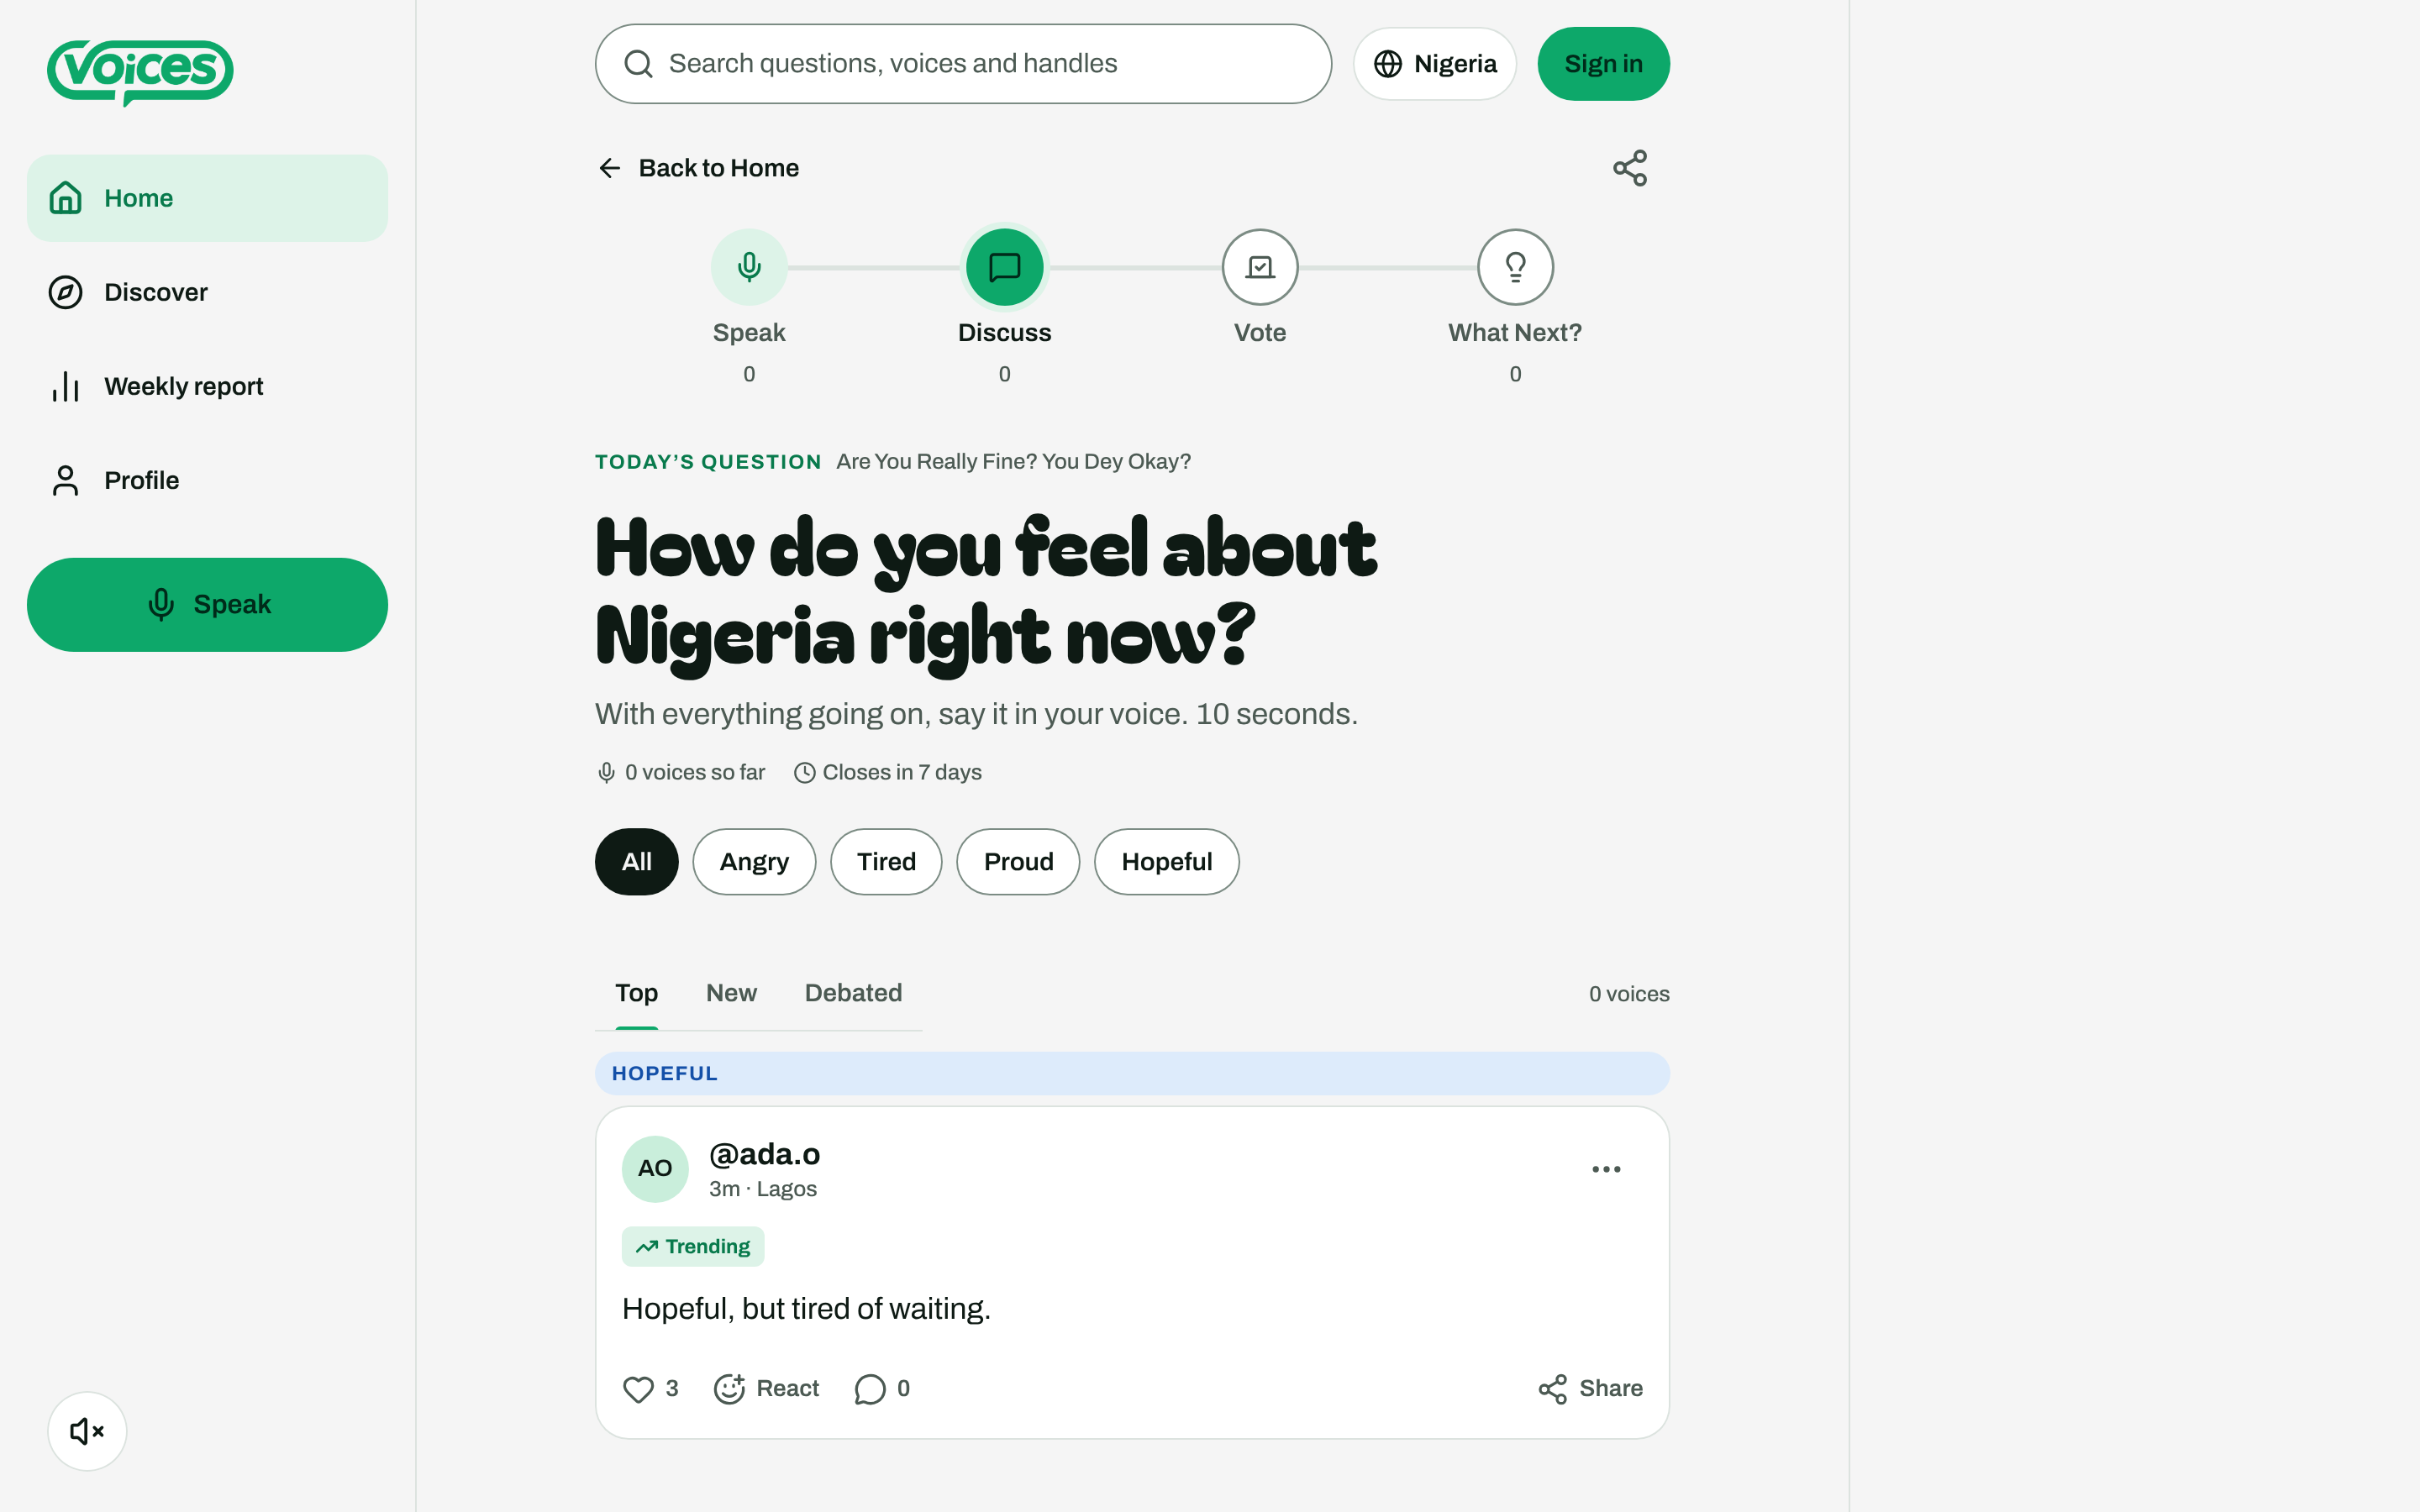 Voices
Search questions, voices and handles
Nigeria
Sign in
Home
Discover
Weekly report
Profile
Speak
Back to Home
Speak
Discuss
Vote
What Next?
0
0
0
TODAY’S QUESTION Are You Really Fine? You Dey Okay?
How do you feel about
Nigeria right now?
With everything going on, say it in your voice. 10 seconds.
0 voices so far
Closes in 7 days
All
Angry
Tired
Proud
Hopeful
Top
New
Debated
0 voices
HOPEFUL
AO
@ada.o
3m · Lagos
Trending
Hopeful, but tired of waiting.
3
React
0
Share